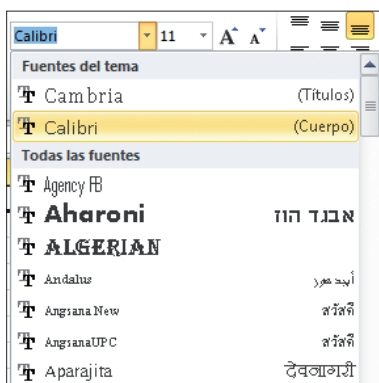 Calibri 11 A A
Fuentes del tema
Cambria (Títulos)
Calibri (Cuerpo)
Todas las fuentes
Agency FB
Aharoni אבגד הוז
ALGERIAN
Andalus أبجد هوز
Angsana New สวัสดี
AngsanaUPC สวัสดี
Aparajita देवनागरी